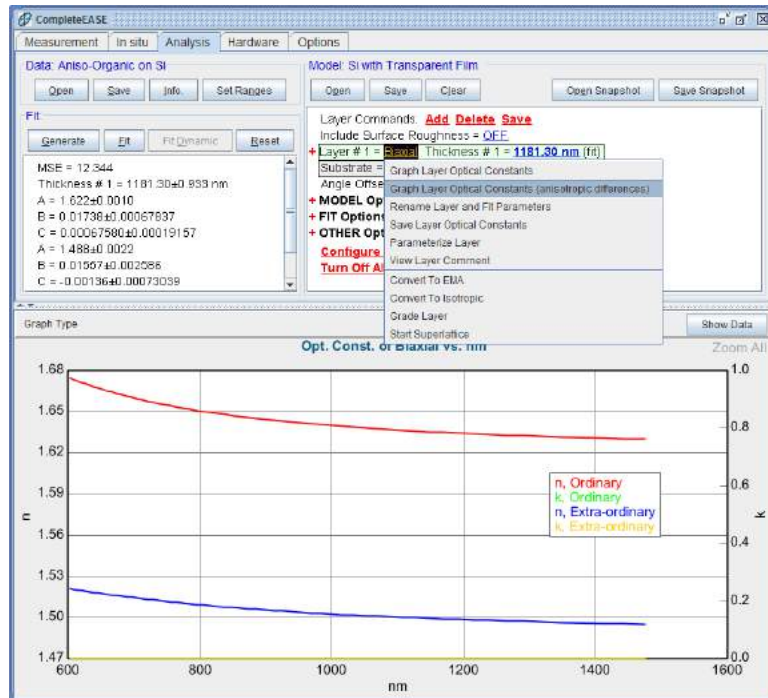 CompleteEASE
Measurement In situ Analysis Hardware Options
Data: Aniso-Organic on Si
Open Save Info. Set Ranges
Fit:
Generate Fit Fit Dynamic Reset
MSE = 12.344
Thickness # 1 = 1181.30±0.933 nm
A = 1.622±0.0010
B = 0.01738±0.00067837
C = 0.00067580±0.00019157
A = 1.488±0.0022
B = 0.01557±0.002586
C = -0.00136±0.00073039
Model: Si with Transparent Film
Open Save Clear Open Snapshot Save Snapshot
Layer Commands: Add Delete Save
Include Surface Roughness = OFF
+ Layer # 1 = Biaxial Thickness # 1 = 1181.30 nm (fit)
Substrate =
Angle Offse
+ MODEL Op
+ FIT Options
+ OTHER Opt
Configure
Turn Off Al
Graph Layer Optical Constants
Graph Layer Optical Constants (anisotropic differences)
Rename Layer and Fit Parameters
Save Layer Optical Constants
Parameterize Layer
View Layer Comment
Convert To EMA
Convert To Isotropic
Grade Layer
Start Superlattice
Graph Type Show Data
Opt. Const. of Biaxial vs. nm Zoom All
1.68
1.65
1.62
1.59
1.56
1.53
1.50
1.47
n
1.0
0.8
0.6
0.4
0.2
0.0
k
n, Ordinary
k, Ordinary
n, Extra-ordinary
k, Extra-ordinary
600 800 1000 1200 1400 1600
nm